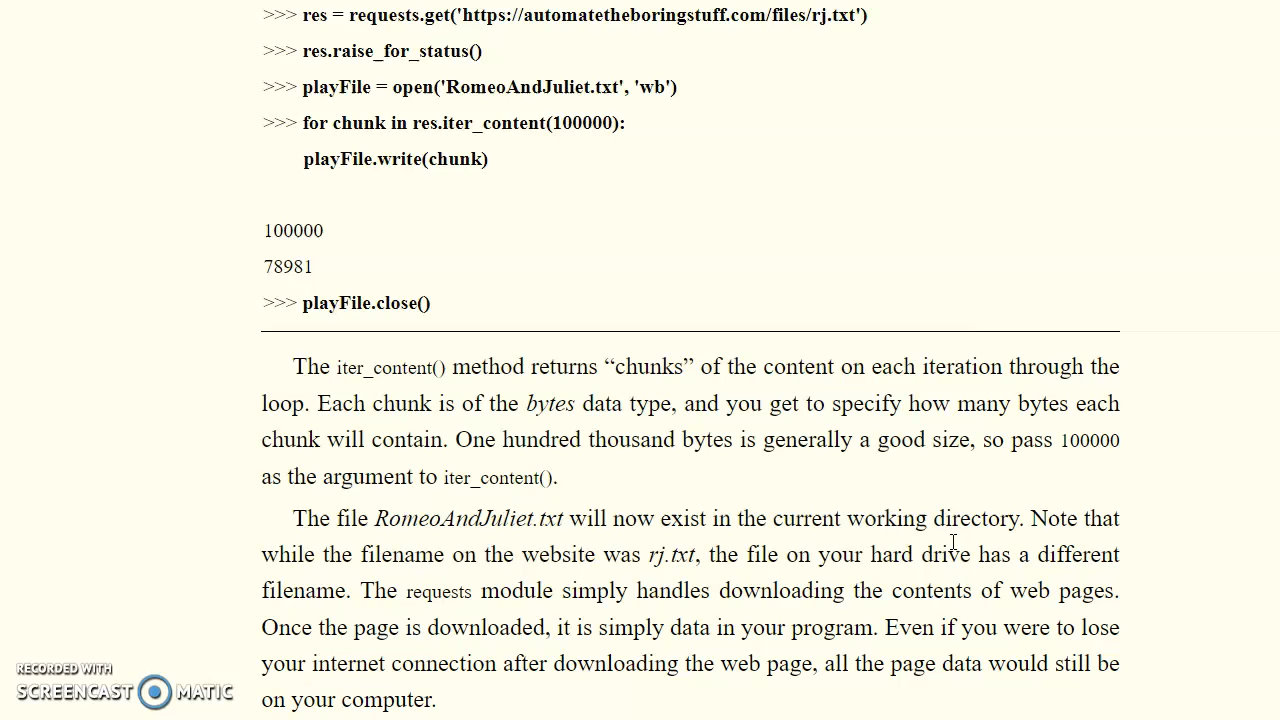 >>> res = requests.get('https://automatetheboringstuff.com/files/rj.txt')
>>> res.raise_for_status()
>>> playFile = open('RomeoAndJuliet.txt', 'wb')
>>> for chunk in res.iter_content(100000):
playFile.write(chunk)
100000
78981
>>> playFile.close()
The iter_content() method returns “chunks” of the content on each iteration through the
loop. Each chunk is of the bytes data type, and you get to specify how many bytes each
chunk will contain. One hundred thousand bytes is generally a good size, so pass 100000
as the argument to iter_content().
The file RomeoAndJuliet.txt will now exist in the current working directory. Note that
while the filename on the website was rj.txt, the file on your hard drive has a different
filename. The requests module simply handles downloading the contents of web pages.
Once the page is downloaded, it is simply data in your program. Even if you were to lose
your internet connection after downloading the web page, all the page data would still be
on your computer.
RECORDED WITH
SCREENCAST MATIC